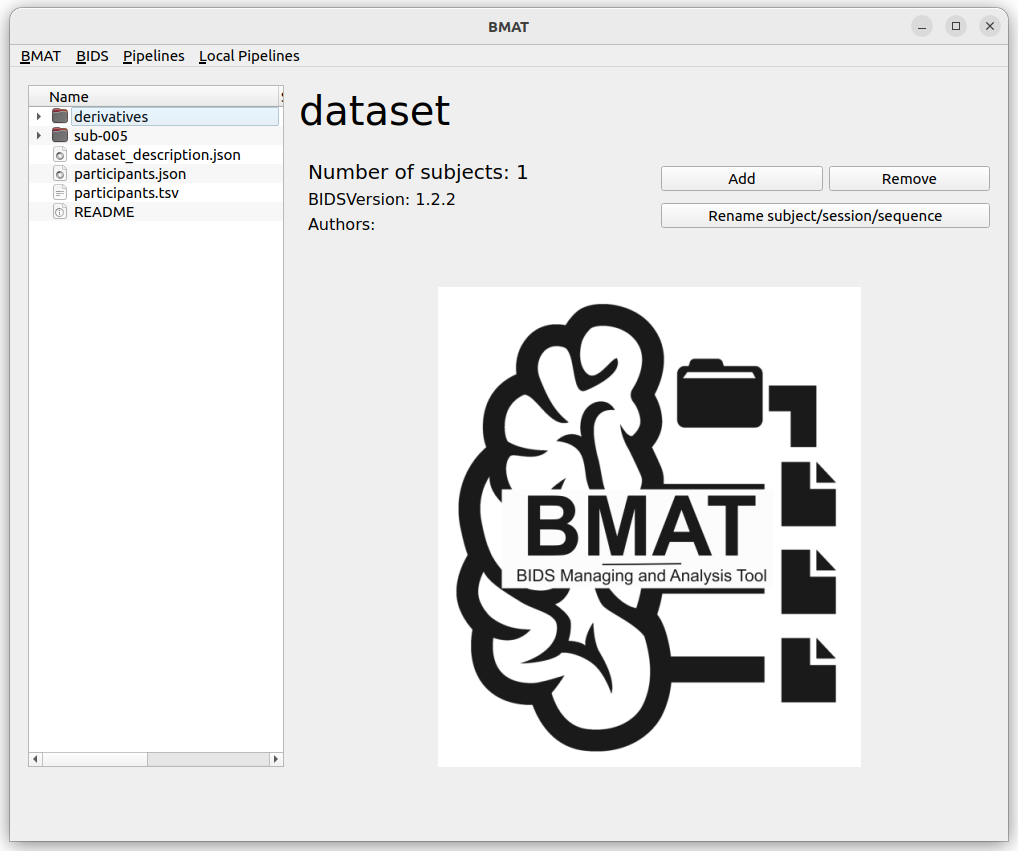 BMAT
BMAT BIDS Pipelines Local Pipelines
Name
derivatives
sub-005
dataset_description.json
participants.json
participants.tsv
README
dataset
Number of subjects: 1
BIDSVersion: 1.2.2
Authors:
Add Remove
Rename subject/session/sequence
BMAT
BIDS Managing and Analysis Tool